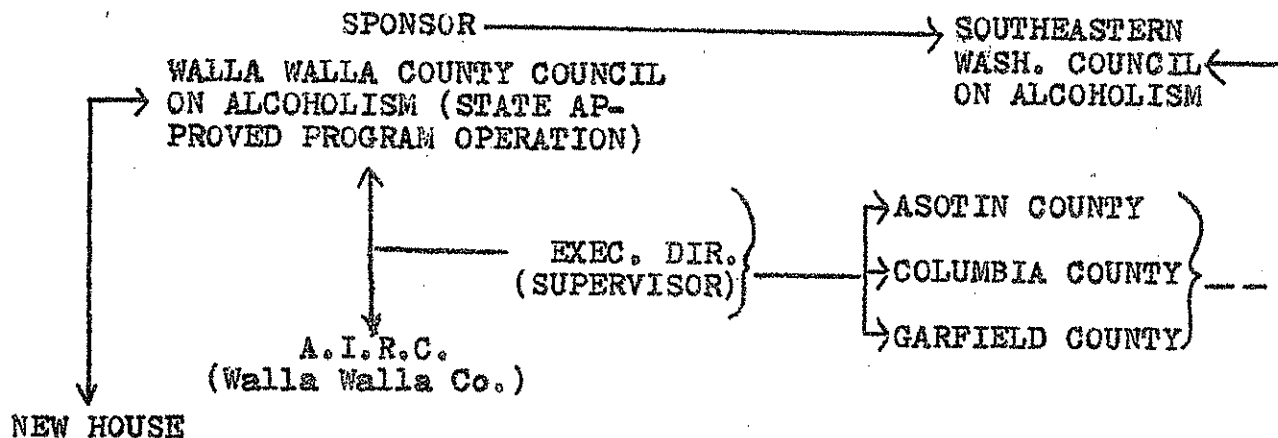 SPONSOR
SOUTHEASTERN
WASH. COUNCIL
ON ALCOHOLISM
WALLA WALLA COUNTY COUNCIL
ON ALCOHOLISM (STATE AP-
PROVED PROGRAM OPERATION)
EXEC. DIR.
(SUPERVISOR)
ASOTIN COUNTY
COLUMBIA COUNTY
GARFIELD COUNTY
A.I.R.C.
(Walla Walla Co.)
NEW HOUSE